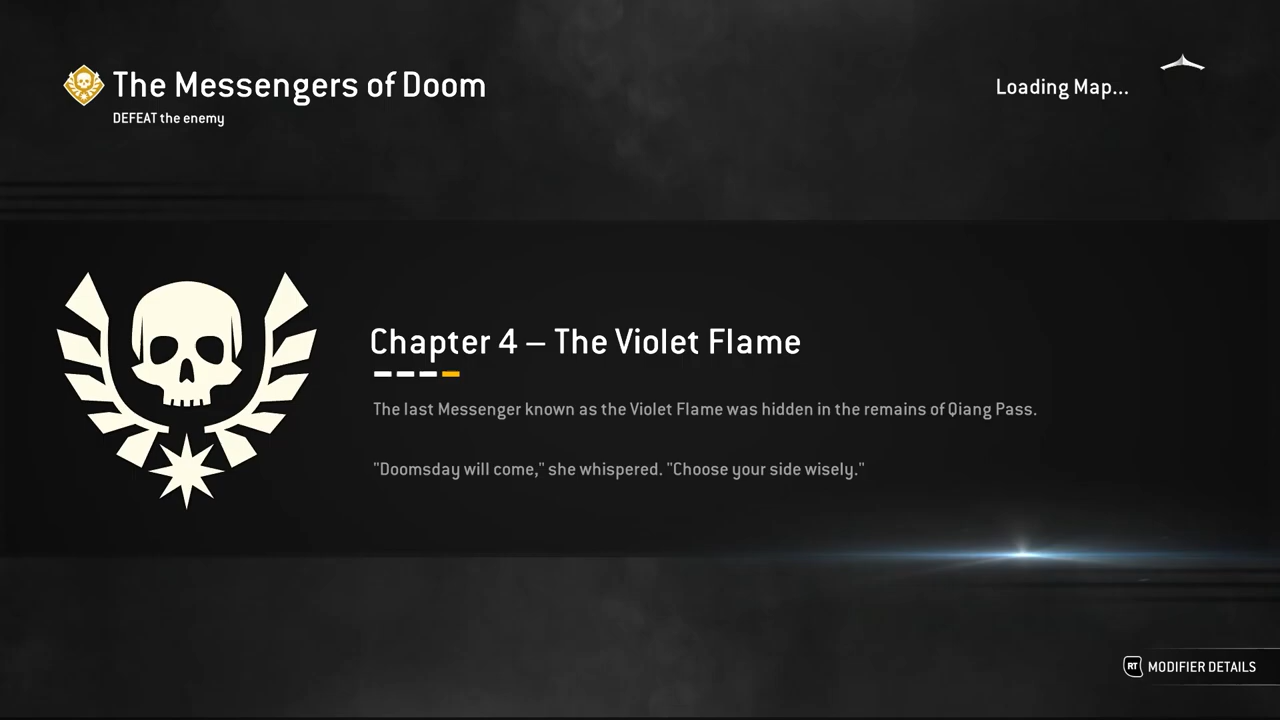 The Messengers of Doom
DEFEAT the enemy
Loading Map...
Chapter 4 – The Violet Flame
The last Messenger known as the Violet Flame was hidden in the remains of Qiang Pass.
"Doomsday will come," she whispered. "Choose your side wisely."
RT MODIFIER DETAILS